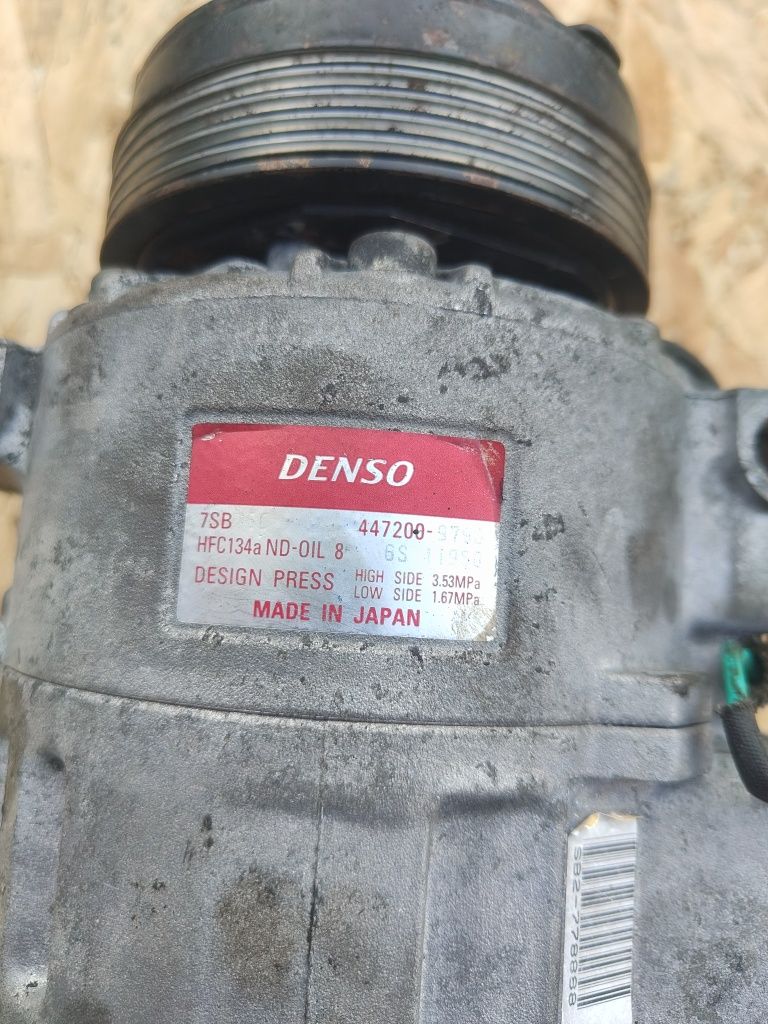 DENSO
7SB 447200-
HFC134a ND-OIL 8
DESIGN PRESS HIGH SIDE 3.53MPa
LOW SIDE 1.67MPa
MADE IN JAPAN